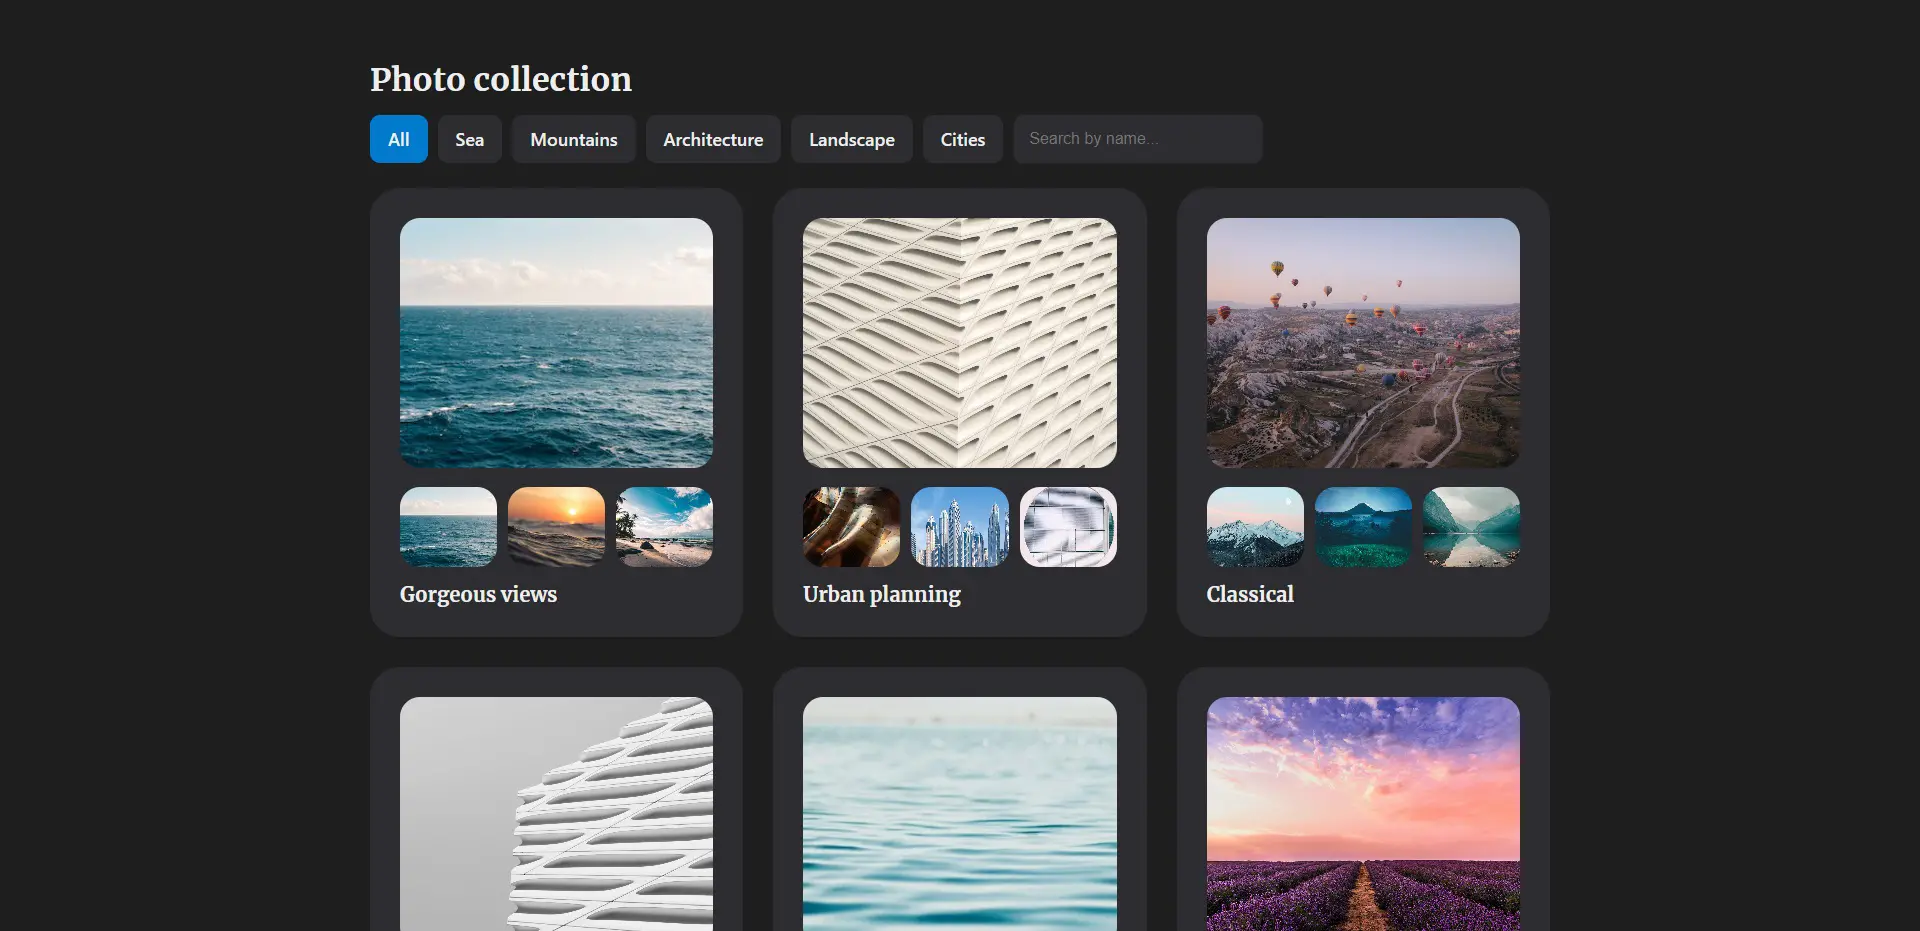 Photo collection
All Sea Mountains Architecture Landscape Cities Search by name...
Gorgeous views
Urban planning
Classical